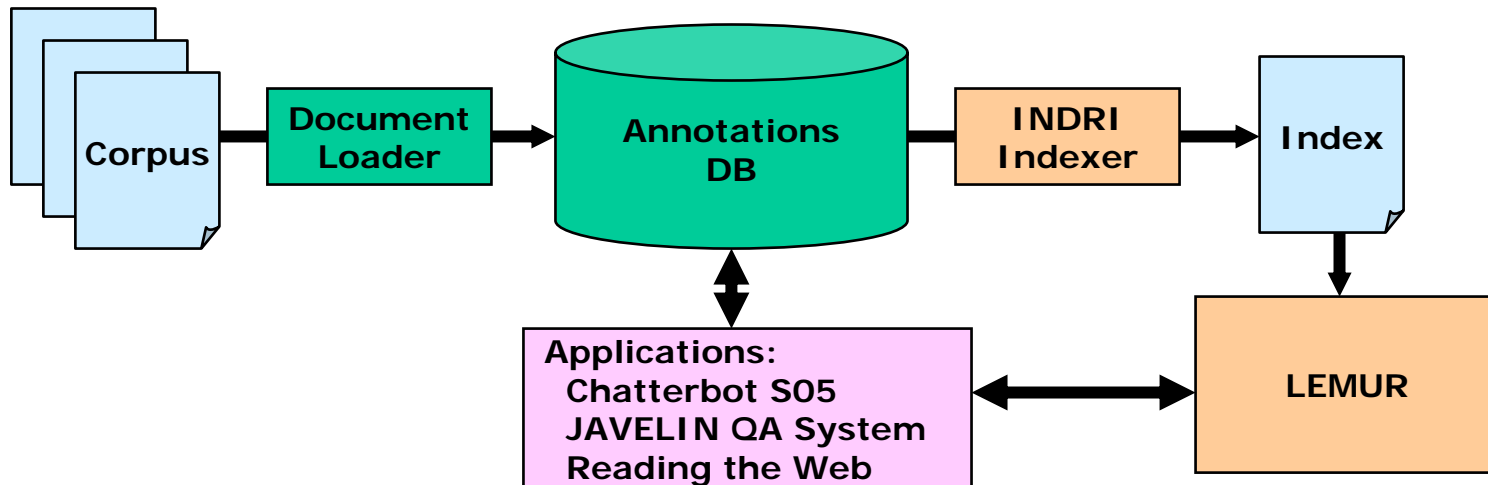 Corpus
Document
Loader
Annotations
DB
INDRI
Indexer
Index
Applications:
Chatterbot S05
JAVELIN QA System
Reading the Web
LEMUR